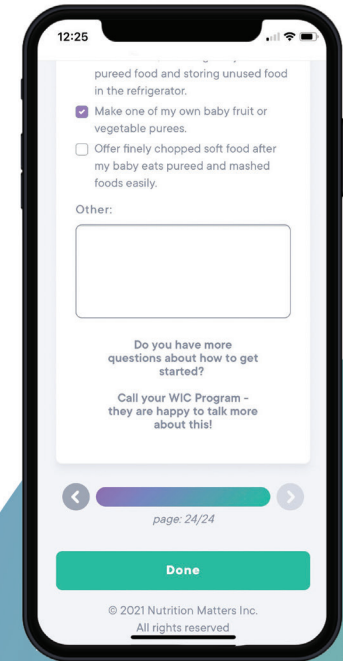 12:25
pureed food and storing unused food
in the refrigerator.
Make one of my own baby fruit or
vegetable purees.
Offer finely chopped soft food after
my baby eats pureed and mashed
foods easily.
Other:
Do you have more
questions about how to get
started?
Call your WIC Program -
they are happy to talk more
about this!
page: 24/24
Done
© 2021 Nutrition Matters Inc.
All rights reserved